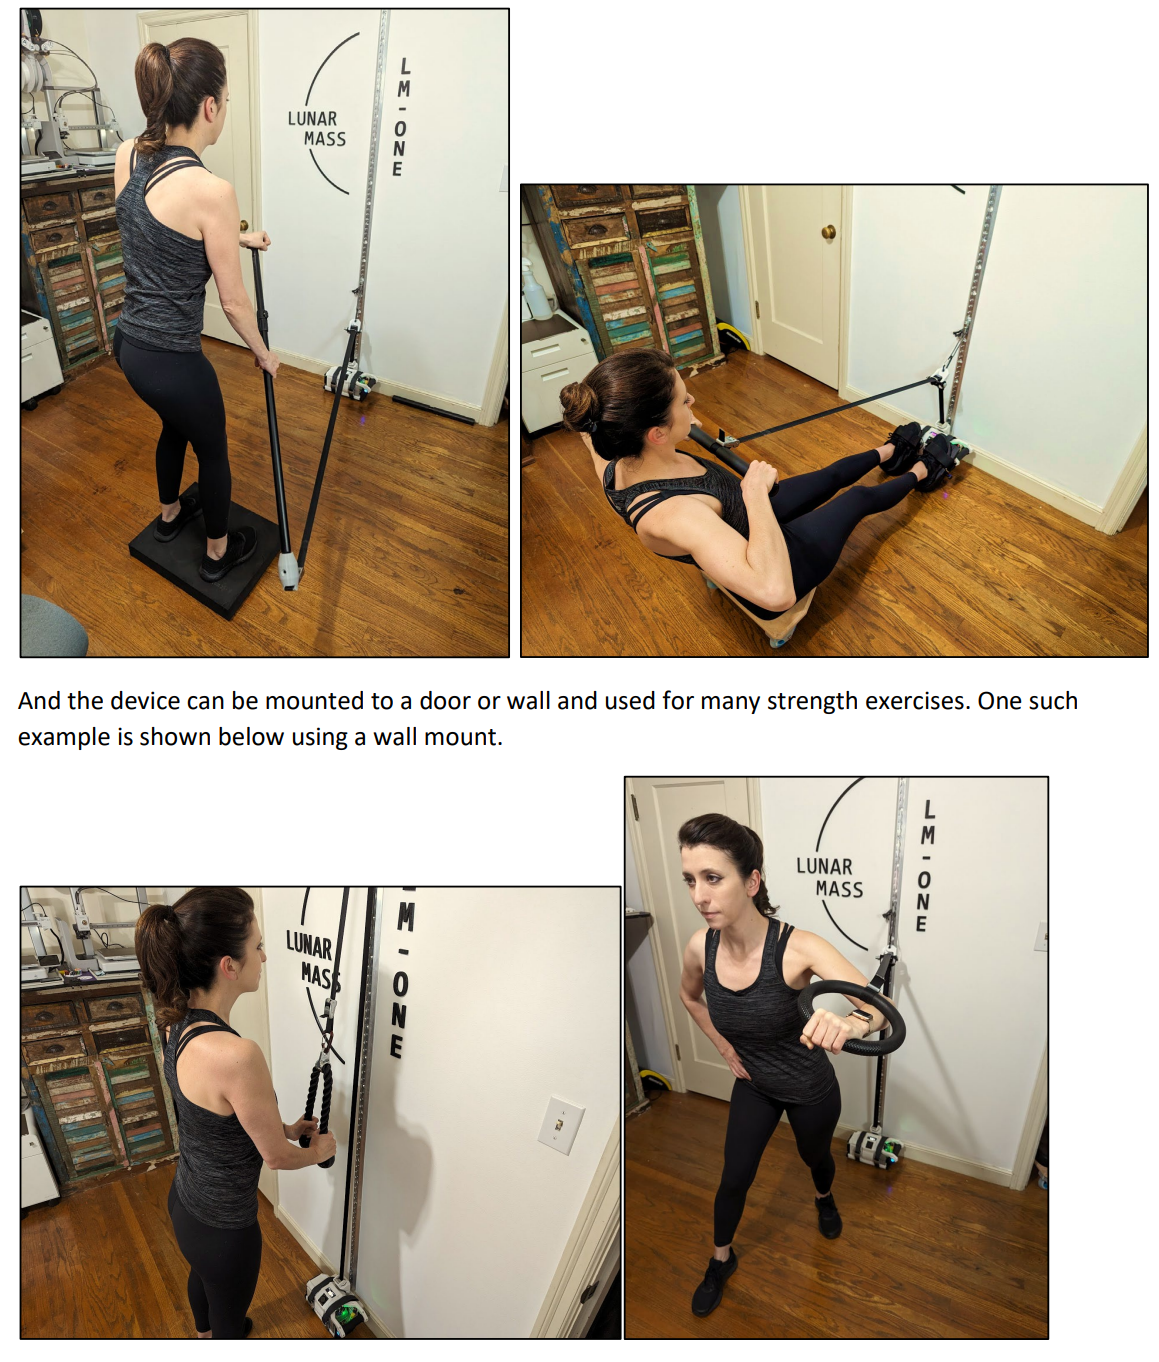 LUNAR
MASS
LM-ONE
And the device can be mounted to a door or wall and used for many strength exercises. One such
example is shown below using a wall mount.
LUNAR
MASS
M-ONE
LUNAR
MASS
LM-ONE